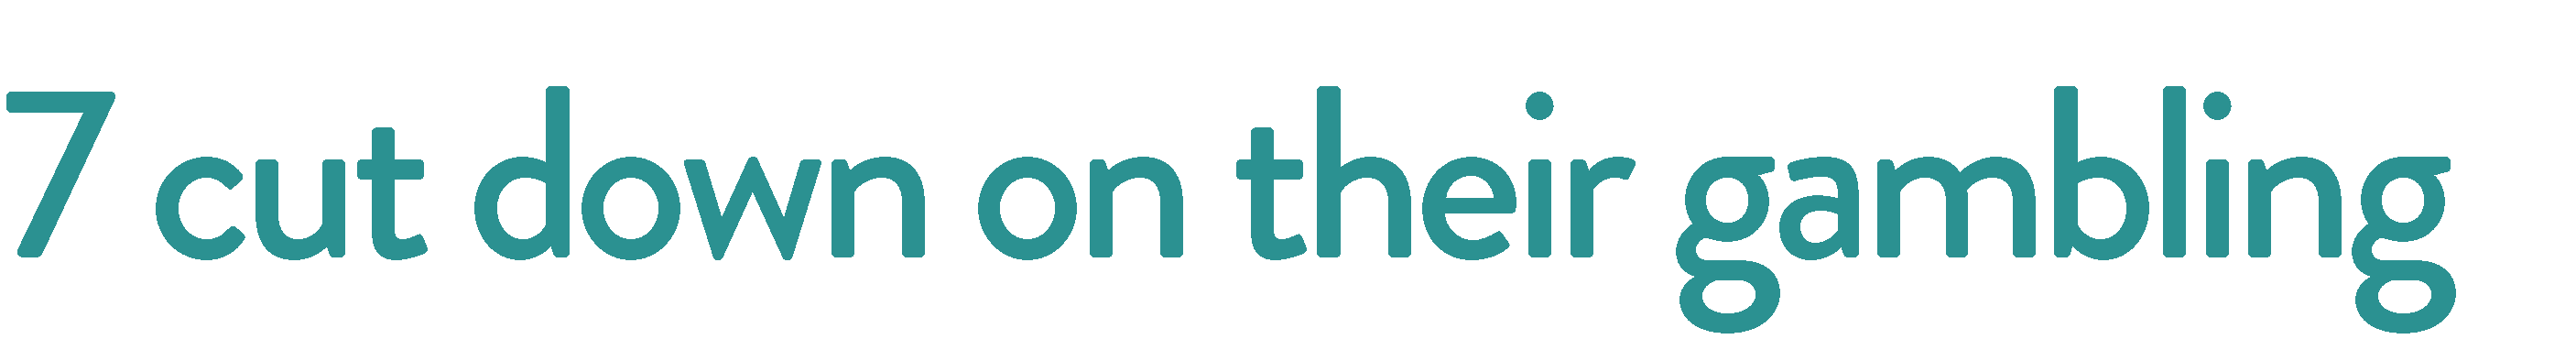 7 cut down on their gambling